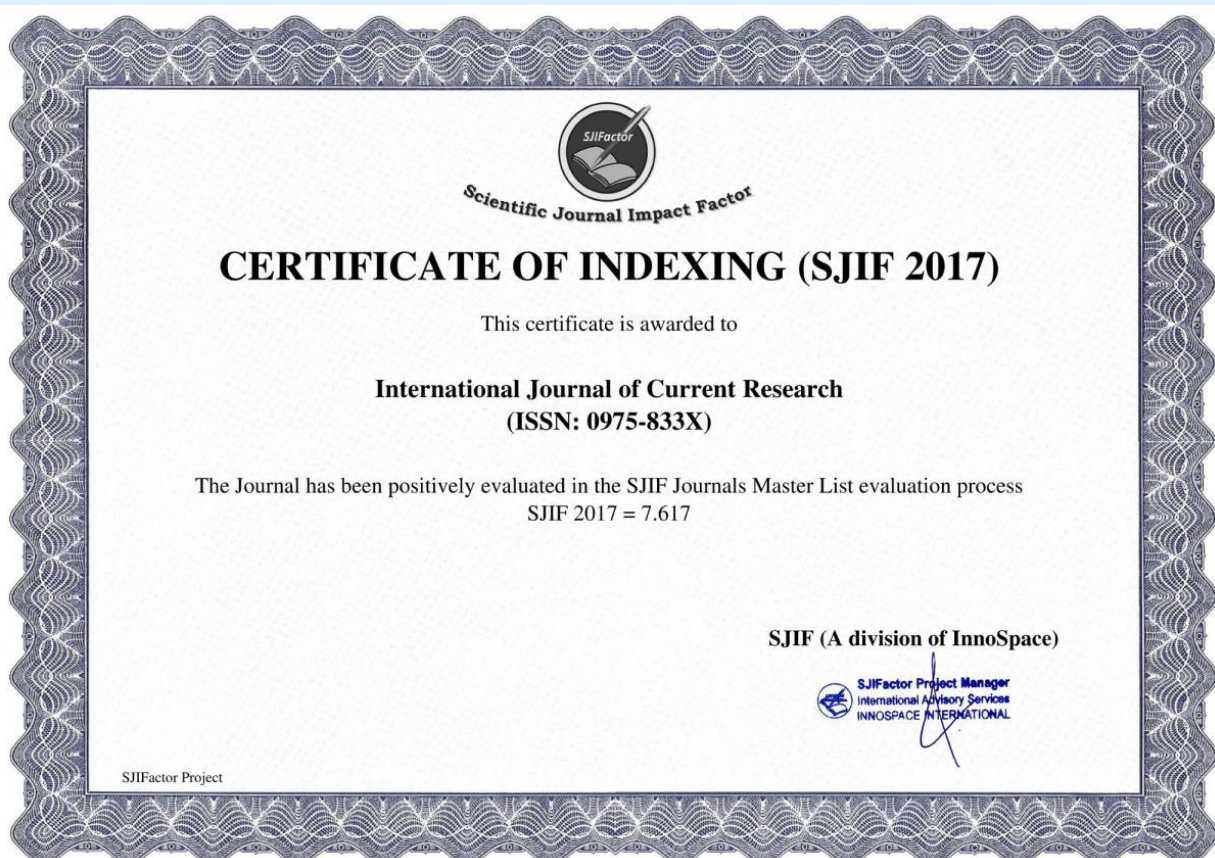 SJIFactor
Scientific Journal Impact Factor
CERTIFICATE OF INDEXING (SJIF 2017)
This certificate is awarded to
International Journal of Current Research
(ISSN: 0975-833X)
The Journal has been positively evaluated in the SJIF Journals Master List evaluation process
SJIF 2017 = 7.617
SJIF (A division of InnoSpace)
SJIFactor Project Manager
International Advisory Services
INNOSPACE INTERNATIONAL
SJIFactor Project